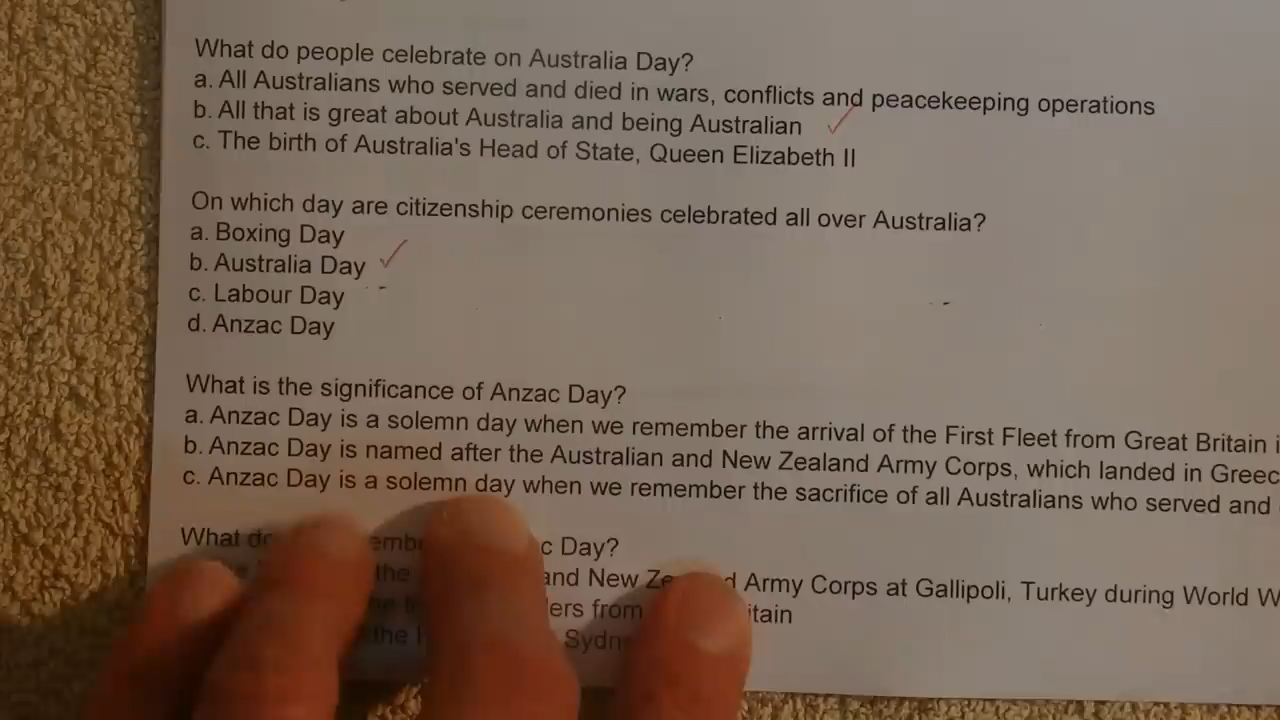 What do people celebrate on Australia Day?
a. All Australians who served and died in wars, conflicts and peacekeeping operations
b. All that is great about Australia and being Australian
c. The birth of Australia's Head of State, Queen Elizabeth II
On which day are citizenship ceremonies celebrated all over Australia?
a. Boxing Day
b. Australia Day
c. Labour Day
d. Anzac Day
What is the significance of Anzac Day?
a. Anzac Day is a solemn day when we remember the arrival of the First Fleet from Great Britain
b. Anzac Day is named after the Australian and New Zealand Army Corps, which landed in
c. Anzac Day is a solemn day when we remember the sacrifice of all Australians who served and
What Day?
the and New Army Corps at Gallipoli, Turkey during World
from
the